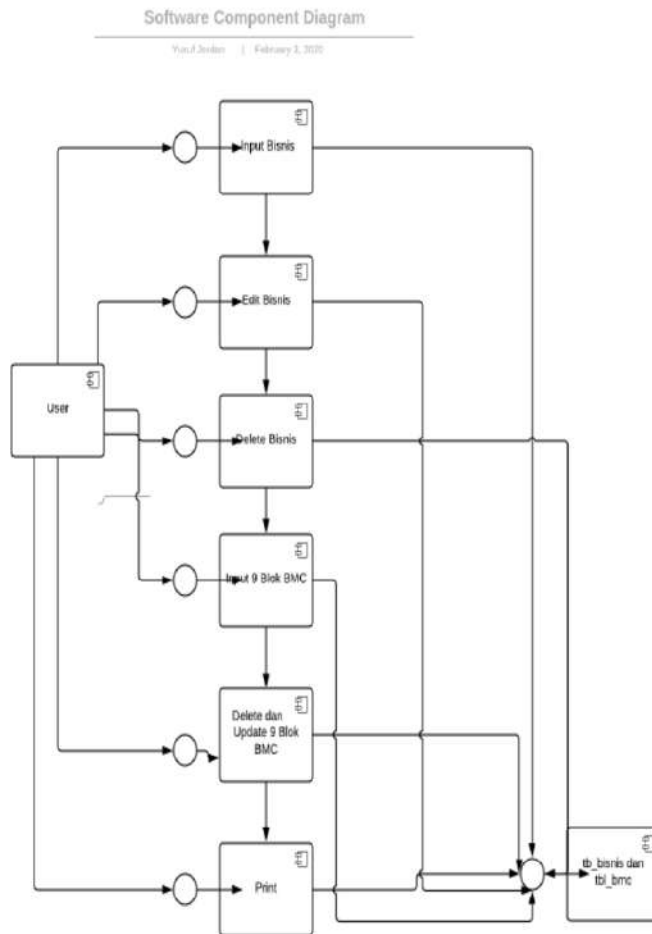 Software Component Diagram
Yusuf Jordan | February 3, 2020
Input Bisnis
Edit Bisnis
User
Delete Bisnis
Input 9 Blok BMC
Delete dan
Update 9 Blok
BMC
Print
tb_bisnis dan
tbl_bmc